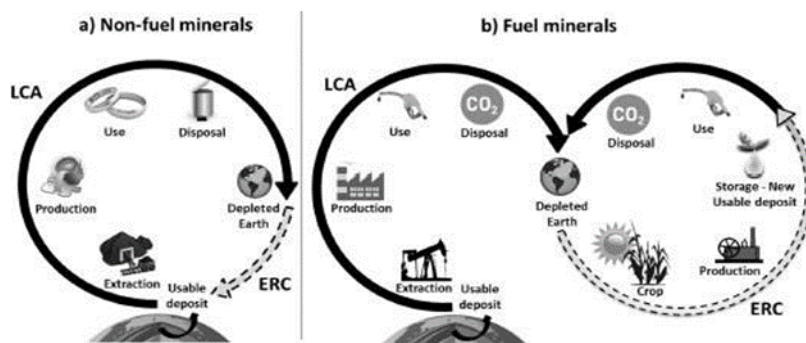 a) Non-fuel minerals
LCA
Use
Disposal
Production
Depleted
Earth
Extraction
Usable
deposit
ERC
b) Fuel minerals
LCA
Use
CO₂
Disposal
Production
Depleted
Earth
Extraction
Usable
deposit
CO₂
Disposal
Use
Storage - New
Usable deposit
Production
Crop
ERC